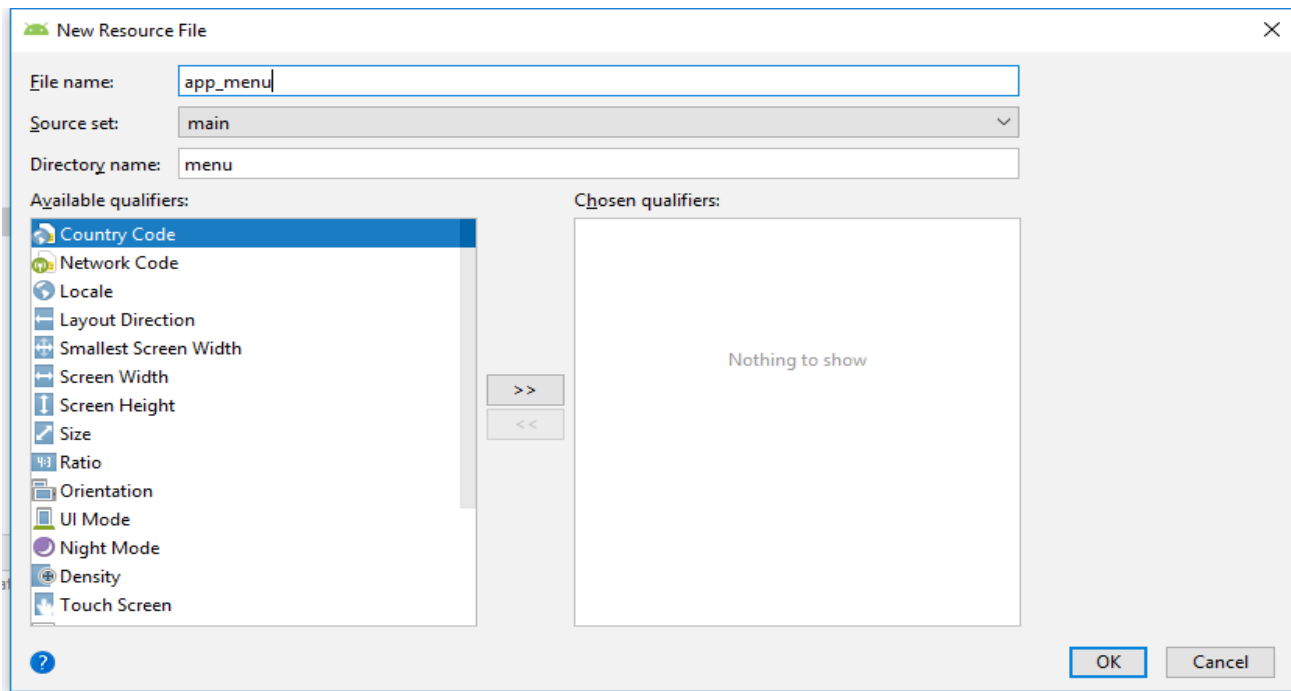 New Resource File
File name: app_menu
Source set: main
Directory name: menu
Available qualifiers:
Chosen qualifiers:
Country Code
Network Code
Locale
Layout Direction
Smallest Screen Width
Screen Width
Screen Height
Size
4:3 Ratio
Orientation
UI Mode
Night Mode
Density
Touch Screen
>>
<<
Nothing to show
?
OK
Cancel